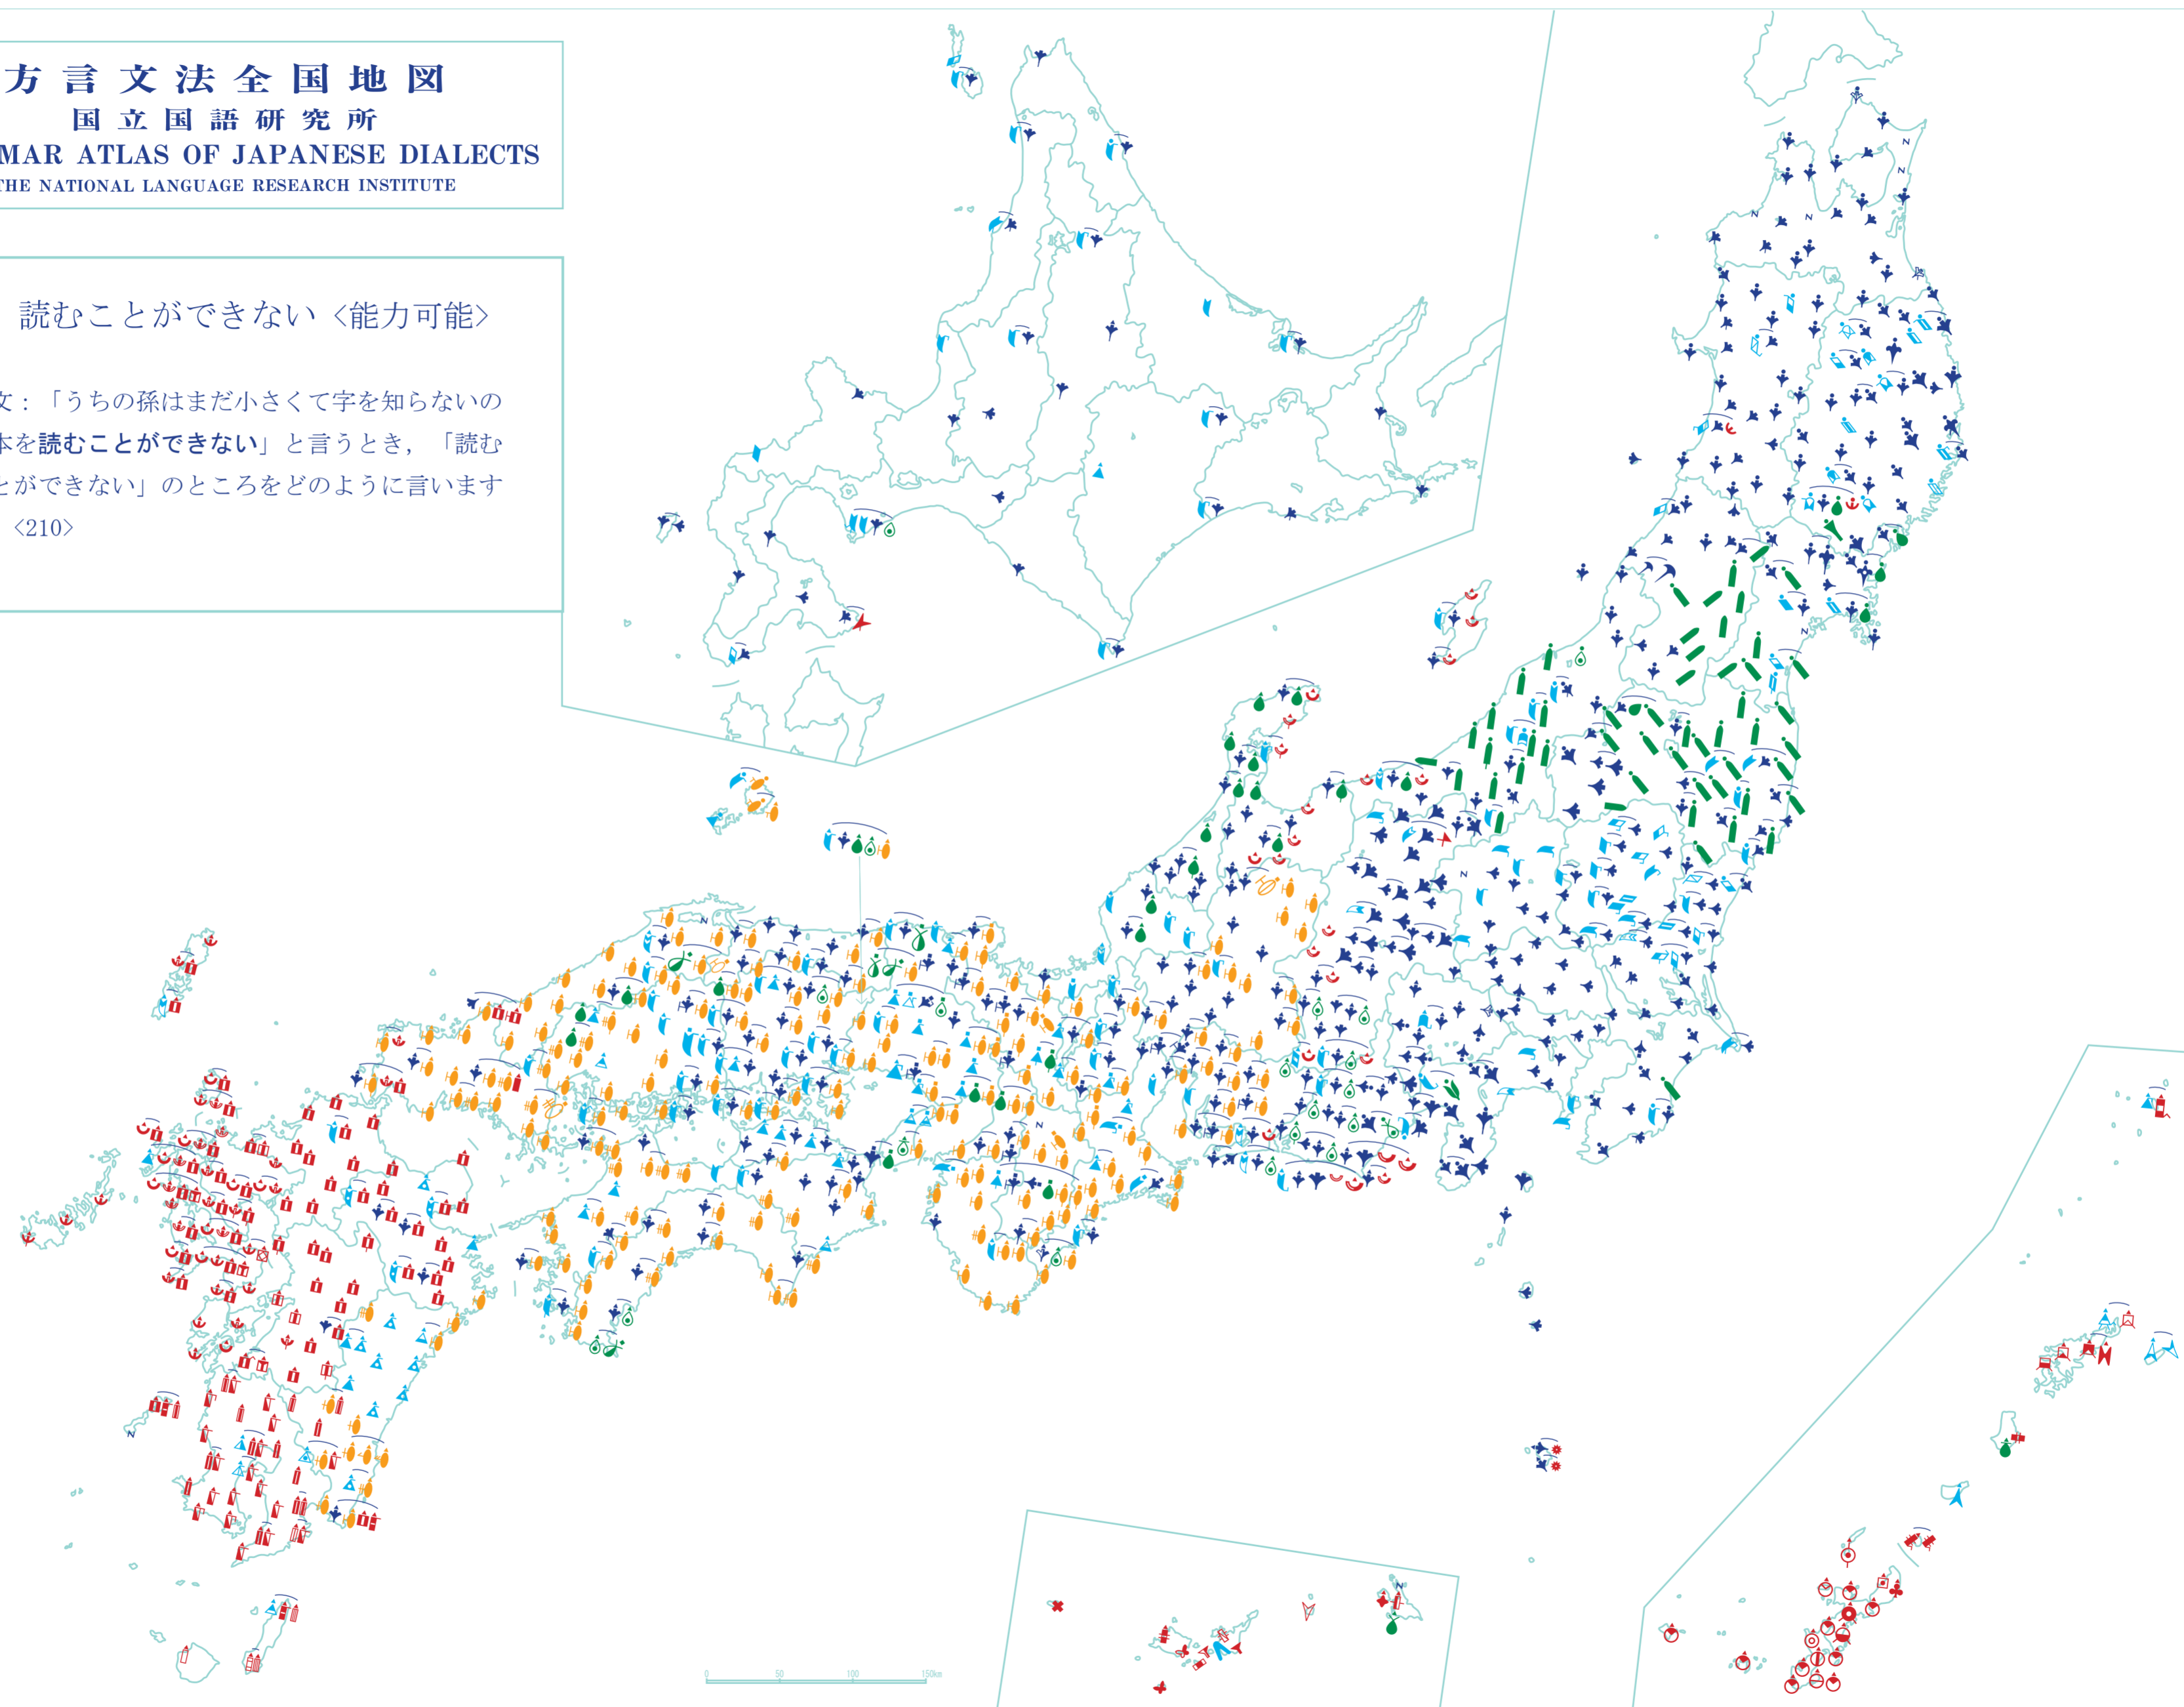 方言文法全国地図
国立国語研究所
MAR ATLAS OF JAPANESE DIALECTS
THE NATIONAL LANGUAGE RESEARCH INSTITUTE
読むことができない〈能力可能〉
文:「うちの孫はまだ小さくて字を知らないの
本を読むことができない」と言うとき,「読む
とができない」のところをどのように言います
〈210〉
N
N
N
N
N
N
N
N
N
N
0 50 100 150km